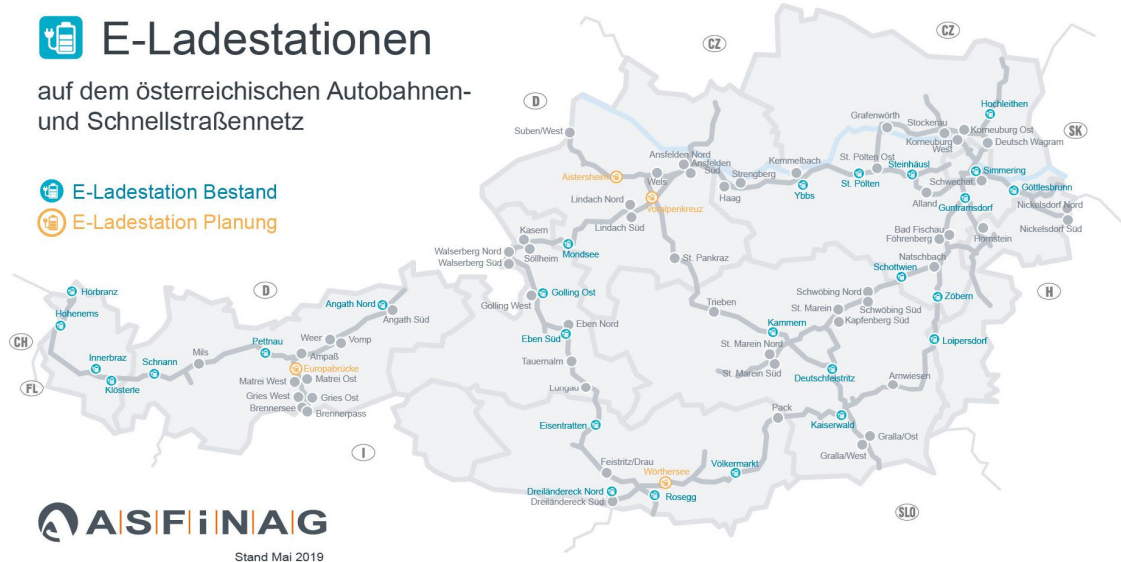 E-Ladestationen
auf dem österreichischen Autobahnen-
und Schnellstraßennetz
E-Ladestation Bestand
E-Ladestation Planung
CZ
CZ
D
SK
Hochleithen
Grafenwörth
Stockerau
Korneuburg Ost
Korneuburg
West
Deutsch Wagram
Suben/West
Ansfelden Nord
Ansfelden
Süd
Kemmelbach
St. Pölten Ost
Steinhäusl
Simmering
Aistersheim
Wels
Strengberg
Haag
Ybbs
St. Pölten
Schwechat
Göttlesbrunn
Alland
Guntramsdorf
Nickelsdorf Nord
Nickelsdorf Süd
Lindach Nord
Voralpenkreuz
Lindach Süd
Kasern
Söllheim
Mondsee
Walserberg Nord
Walserberg Süd
Bad Fischau
Föhrenberg
Hornstein
St. Pankraz
Natschbach
Schottwien
D
H
Hörbranz
Hohenems
Angath Nord
Angath Süd
Golling West
Golling Ost
Trieben
Schwöbing Nord
Schwöbing Süd
St. Marein
Kapfenberg Süd
Zöbern
Eben Nord
Eben Süd
Kammern
Loipersdorf
CH
FL
Innerbraz
Klösterle
Schnann
Mils
Pettnau
Weer
Vomp
Ampaß
Europabrücke
Matrei West
Matrei Ost
Gries West
Gries Ost
Brennersee
Brennerpass
Tauernalm
St. Marein Nord
St. Marein Süd
Deutschfeistritz
Lungau
Arnwiesen
Pack
Kaiserwald
Eisentratten
Gralla/Ost
Gralla/West
I
Feistritz/Drau
Wörthersee
Völkermarkt
Dreiländereck Nord
Dreiländereck Süd
Rosegg
SLO
ASFiNAG
Stand Mai 2019